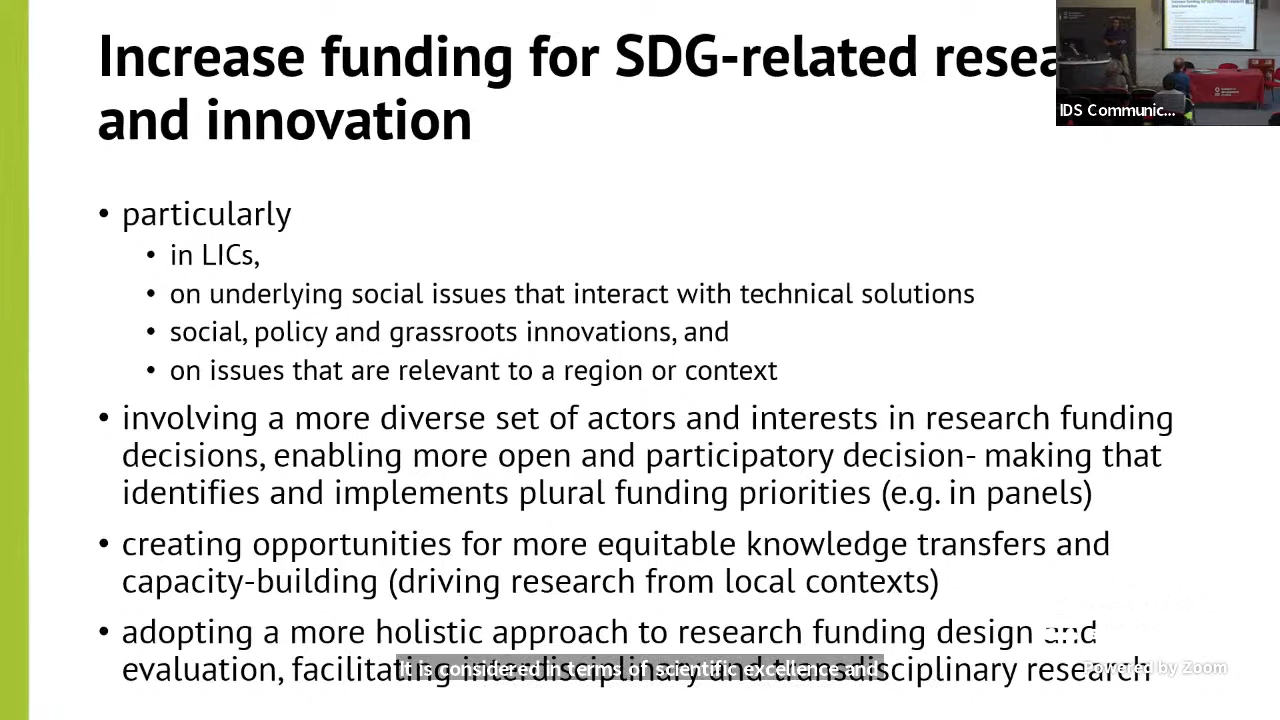 Increase funding for SDG-related resea
and innovation
IDS Communic...
• particularly
• in LICs,
• on underlying social issues that interact with technical solutions
• social, policy and grassroots innovations, and
• on issues that are relevant to a region or context
• involving a more diverse set of actors and interests in research funding
decisions, enabling more open and participatory decision- making that
identifies and implements plural funding priorities (e.g. in panels)
• creating opportunities for more equitable knowledge transfers and
capacity-building (driving research from local contexts)
• adopting a more holistic approach to research funding design and
evaluation, facilitating interdisciplinary and transdisciplinary research
It is considered in terms of scientific excellence and
Powered by Zoom